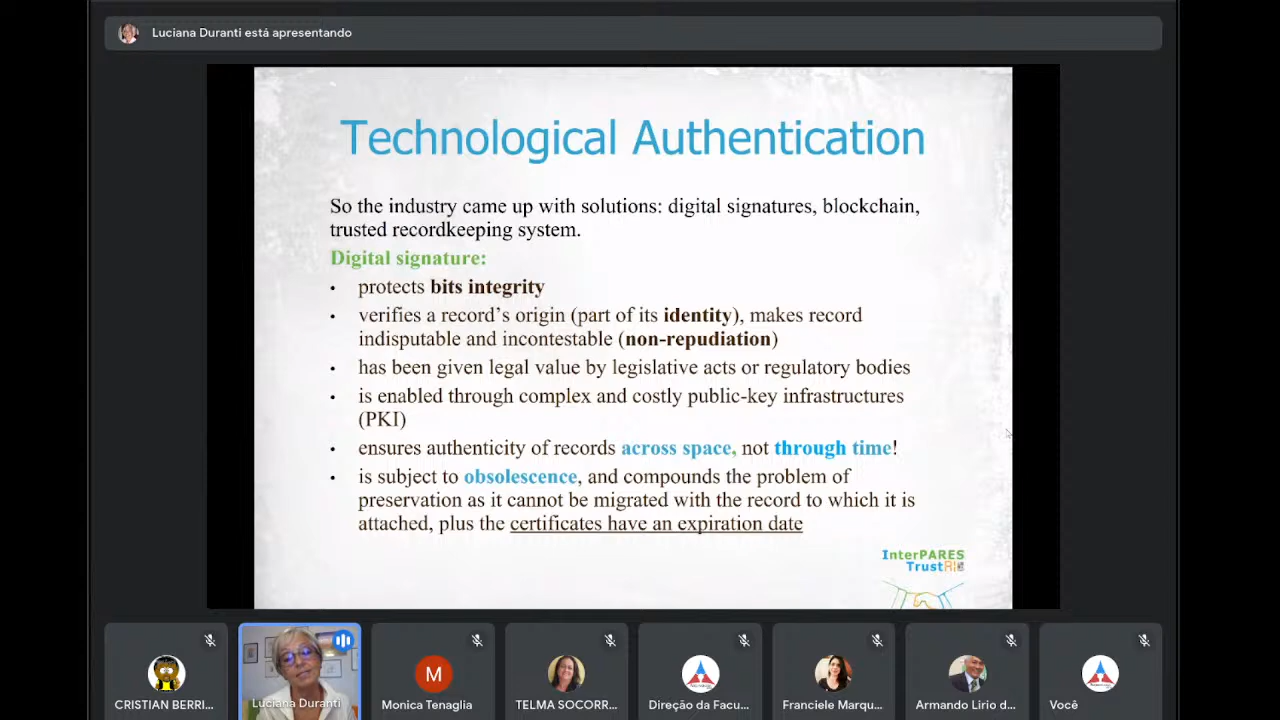 Luciana Duranti está apresentando
Technological Authentication
So the industry came up with solutions: digital signatures, blockchain,
trusted recordkeeping system.
Digital signature:
• protects bits integrity
• verifies a record’s origin (part of its identity), makes record
indisputable and incontestable (non-repudiation)
• has been given legal value by legislative acts or regulatory bodies
• is enabled through complex and costly public-key infrastructures
(PKI)
• ensures authenticity of records across space, not through time!
• is subject to obsolescence, and compounds the problem of
preservation as it cannot be migrated with the record to which it is
attached, plus the certificates have an expiration date
InterPARES
Trust
M
CRISTIAN BERRI...
Luciana Duranti
Monica Tenaglia
TELMA SOCORR...
Direção da Facu...
Franciele Marqu...
Armando Lirio d...
Você